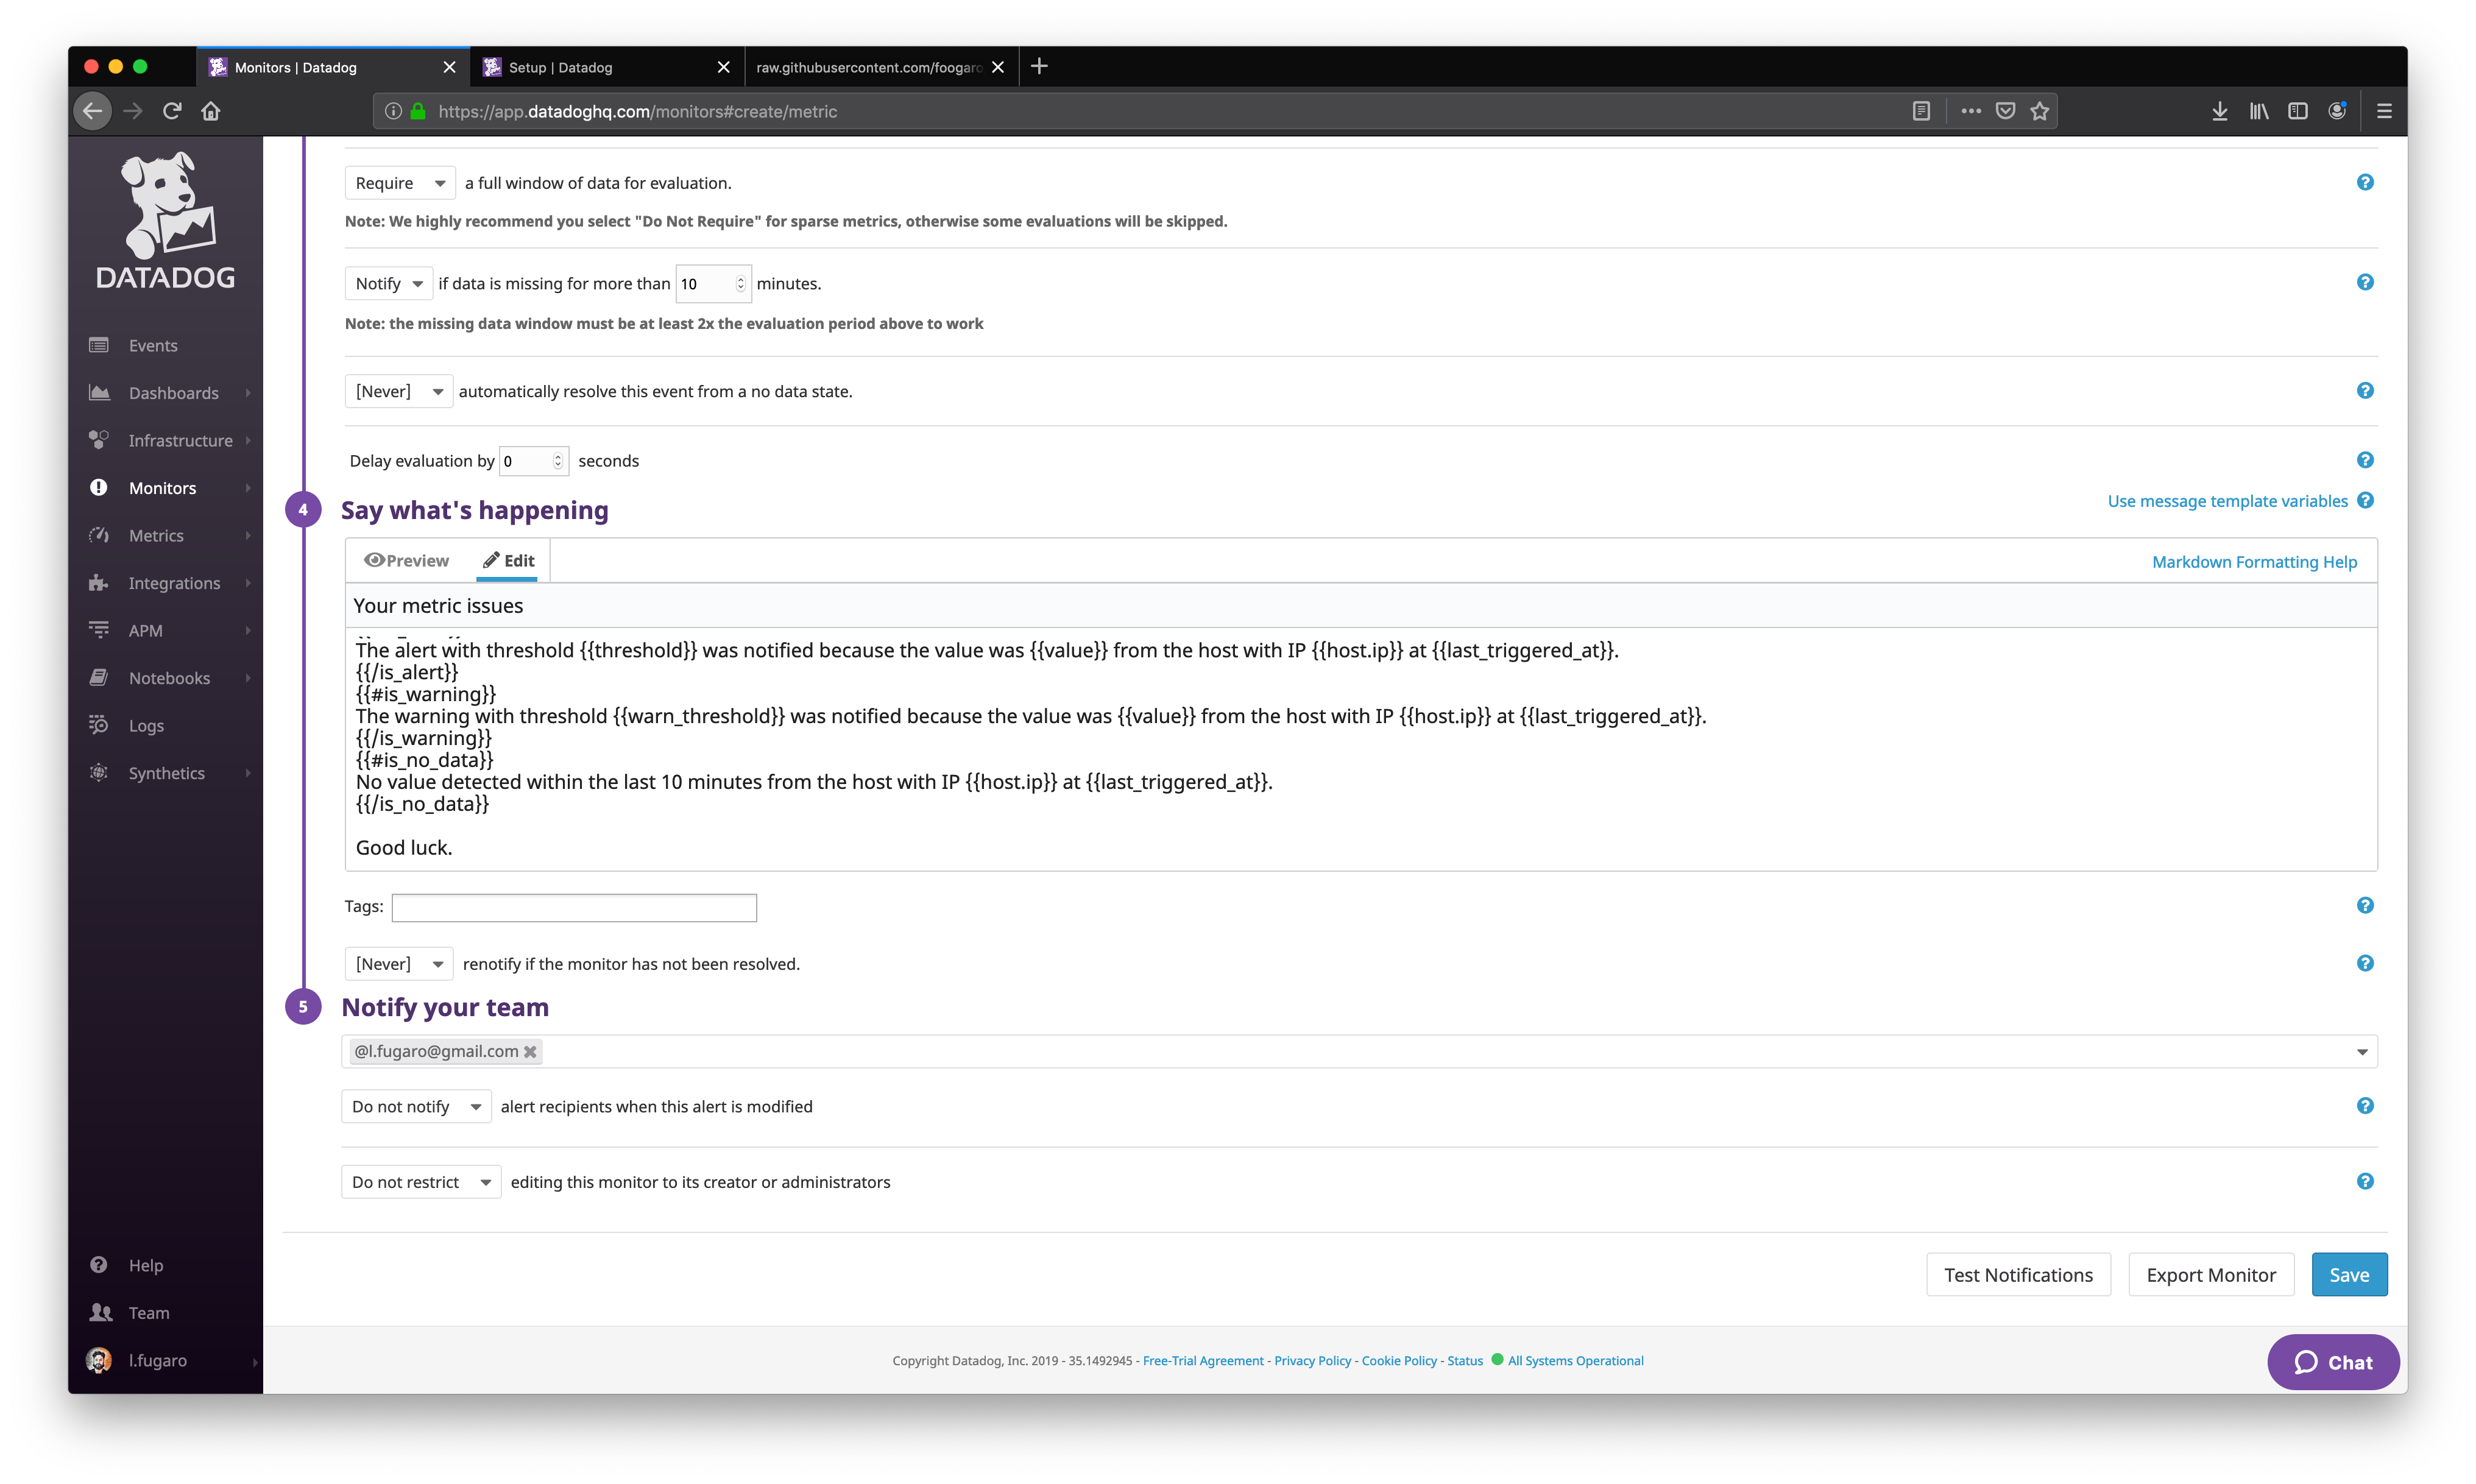 Monitors | Datadog
Setup | Datadog
raw.githubusercontent.com/foogaro
https://app.datadoghq.com/monitors#create/metric
DATADOG
Events
Dashboards
Infrastructure
Monitors
Metrics
Integrations
APM
Notebooks
Logs
Synthetics
Help
Team
l.fugaro
Require a full window of data for evaluation.
Note: We highly recommend you select "Do Not Require" for sparse metrics, otherwise some evaluations will be skipped.
Notify if data is missing for more than 10 minutes.
Note: the missing data window must be at least 2x the evaluation period above to work
[Never] automatically resolve this event from a no data state.
Delay evaluation by 0 seconds
4 Say what's happening
Use message template variables
Preview Edit
Markdown Formatting Help
Your metric issues
The alert with threshold {{threshold}} was notified because the value was {{value}} from the host with IP {{host.ip}} at {{last_triggered_at}}.
{{/is_alert}}
{{#is_warning}}
The warning with threshold {{warn_threshold}} was notified because the value was {{value}} from the host with IP {{host.ip}} at {{last_triggered_at}}.
{{/is_warning}}
{{#is_no_data}}
No value detected within the last 10 minutes from the host with IP {{host.ip}} at {{last_triggered_at}}.
{{/is_no_data}}
Good luck.
Tags:
[Never] renotify if the monitor has not been resolved.
5 Notify your team
@l.fugaro@gmail.com
Do not notify alert recipients when this alert is modified
Do not restrict editing this monitor to its creator or administrators
Test Notifications
Export Monitor
Save
Copyright Datadog, Inc. 2019 - 35.1492945 - Free-Trial Agreement - Privacy Policy - Cookie Policy - Status All Systems Operational
Chat